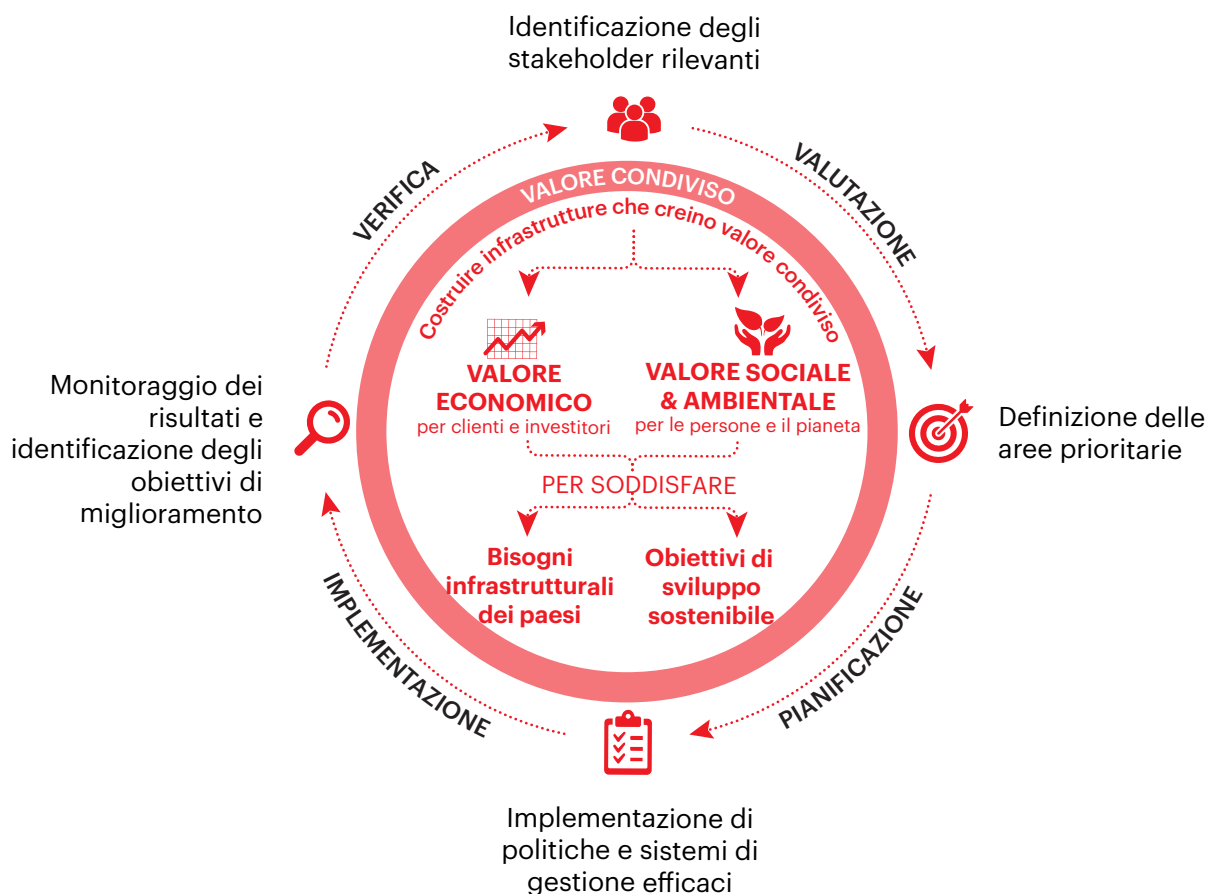 Identificazione degli
stakeholder rilevanti
VERIFICA
VALUTAZIONE
VALORE CONDIVISO
Costruire infrastrutture che creino valore condiviso
VALORE
ECONOMICO
per clienti e investitori
VALORE SOCIALE
& AMBIENTALE
per le persone e il pianeta
Monitoraggio dei
risultati e
identificazione degli
obiettivi di
miglioramento
Definizione delle
aree prioritarie
PER SODDISFARE
Bisogni
infrastrutturali
dei paesi
Obiettivi di
sviluppo
sostenibile
IMPLEMENTAZIONE
PIANIFICAZIONE
Implementazione di
politiche e sistemi di
gestione efficaci